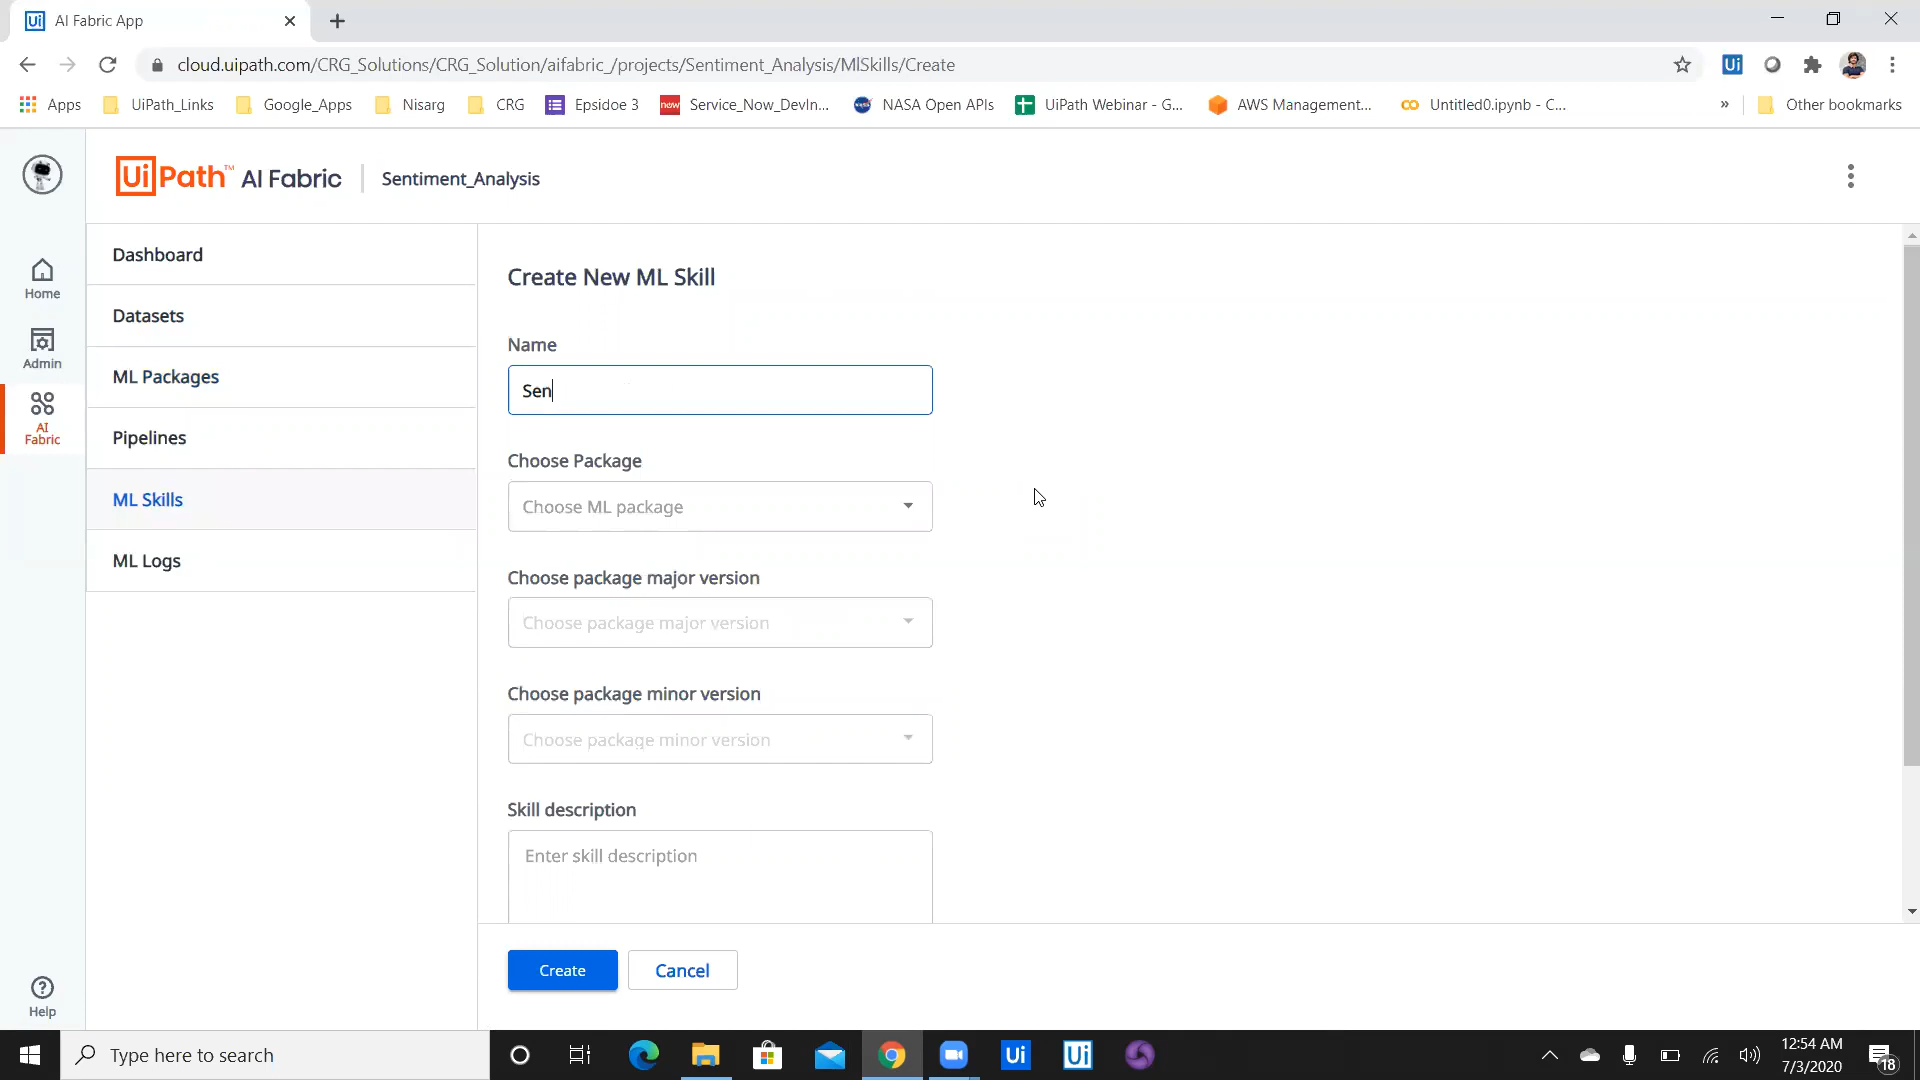 AI Fabric App
cloud.uipath.com/CRG_Solutions/CRG_Solution/aifabric_/projects/Sentiment_Analysis/MlSkills/Create
Apps UiPath_Links Google_Apps Nisarg CRG Epsidoe 3 Service_Now_DevIn... NASA Open APIs UiPath Webinar - G... AWS Management... Untitled0.ipynb - C... » Other bookmarks
UiPath™ AI Fabric Sentiment_Analysis
Home
Admin
AI Fabric
Help
Dashboard
Datasets
ML Packages
Pipelines
ML Skills
ML Logs
Create New ML Skill
Name
Sen
Choose Package
Choose ML package
Choose package major version
Choose package major version
Choose package minor version
Choose package minor version
Skill description
Enter skill description
Create Cancel
Type here to search
12:54 AM
7/3/2020
18